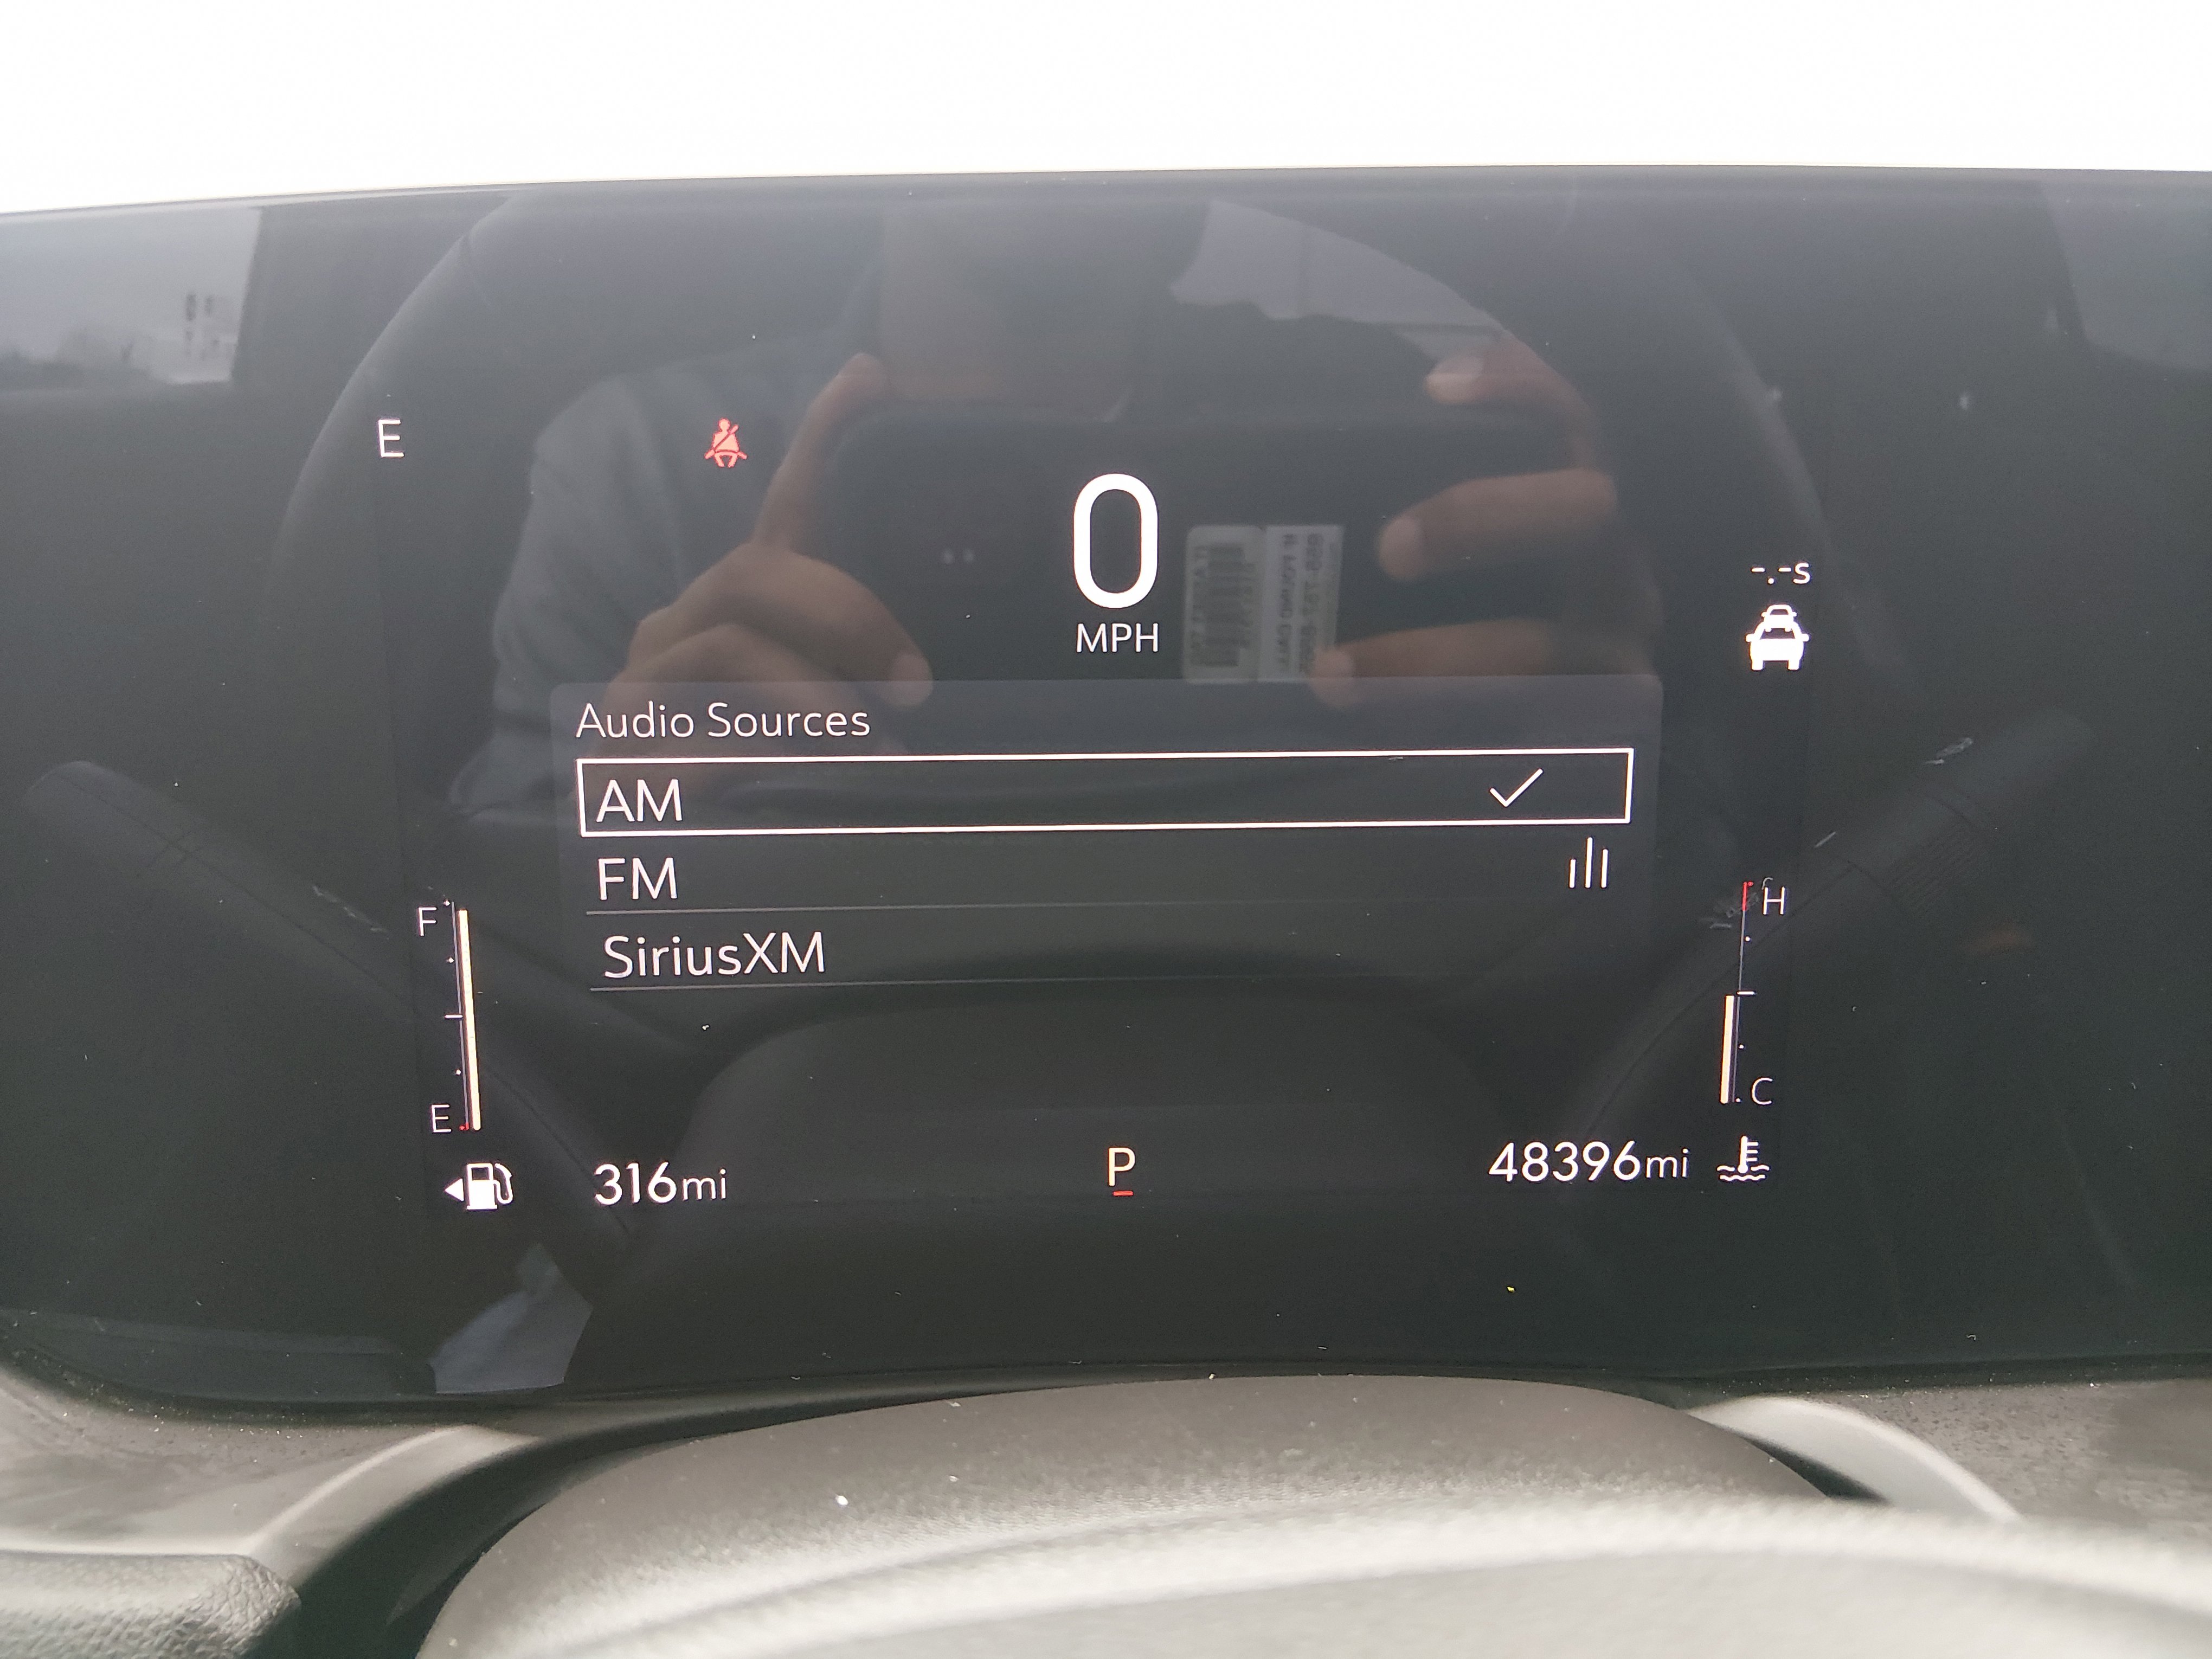 E
0
MPH
-.-s
Audio Sources
AM
FM
SiriusXM
F
E
H
C
316mi
P
48396mi